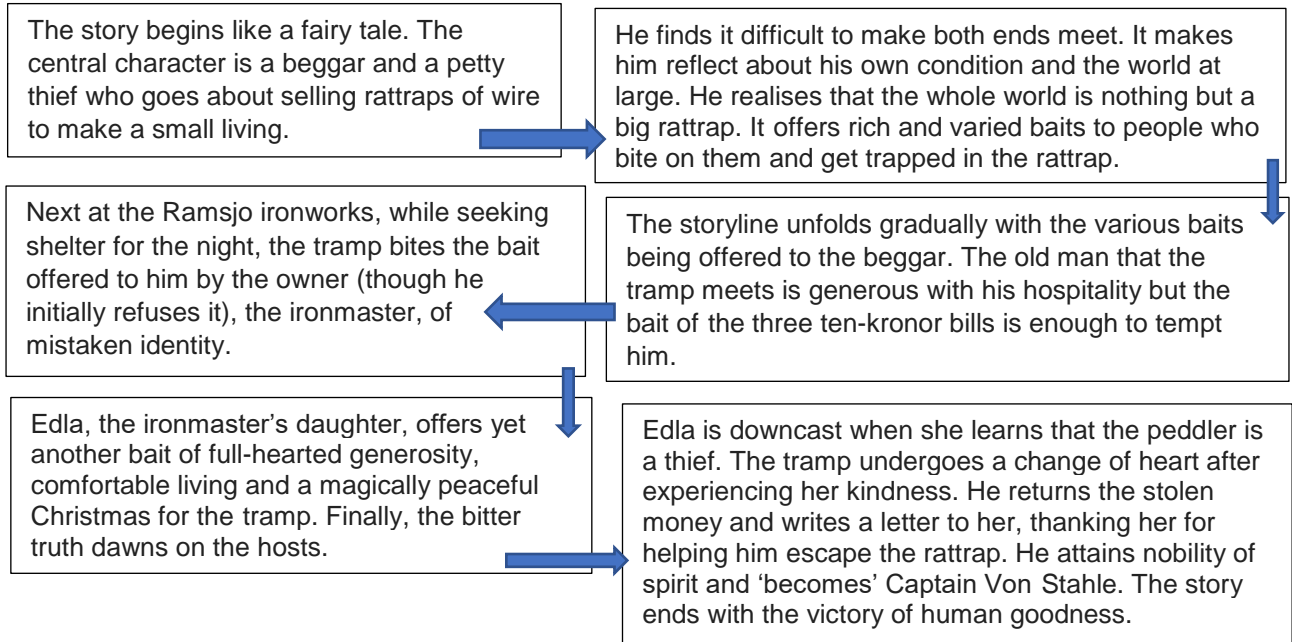 The story begins like a fairy tale. The
central character is a beggar and a petty
thief who goes about selling rattraps of wire
to make a small living.
He finds it difficult to make both ends meet. It makes
him reflect about his own condition and the world at
large. He realises that the whole world is nothing but a
big rattrap. It offers rich and varied baits to people who
bite on them and get trapped in the rattrap.
The storyline unfolds gradually with the various baits
being offered to the beggar. The old man that the
tramp meets is generous with his hospitality but the
bait of the three ten-kronor bills is enough to tempt
him.
Next at the Ramsjo ironworks, while seeking
shelter for the night, the tramp bites the bait
offered to him by the owner (though he
initially refuses it), the ironmaster, of
mistaken identity.
Edla, the ironmaster’s daughter, offers yet
another bait of full-hearted generosity,
comfortable living and a magically peaceful
Christmas for the tramp. Finally, the bitter
truth dawns on the hosts.
Edla is downcast when she learns that the peddler is
a thief. The tramp undergoes a change of heart after
experiencing her kindness. He returns the stolen
money and writes a letter to her, thanking her for
helping him escape the rattrap. He attains nobility of
spirit and ‘becomes’ Captain Von Stahle. The story
ends with the victory of human goodness.